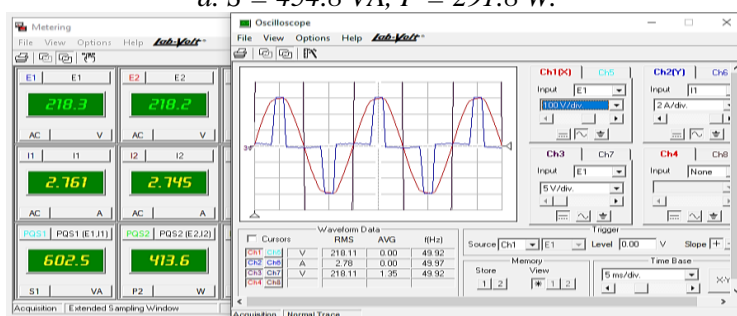 a. S = 454.8 VA, P = 291.8 W.
Metering
File View Options Help Lab-Volt
E1 E1 E2 E2
218.3 218.2
AC V AC V
I1 I1 I2 I2
2.761 2.745
AC A AC A
PQS1 PQS1 (E1,I1) PQS2 PQS2 (E2,I2)
602.5 413.6
S1 VA P2 W
Acquisition Extended Sampling Window
Oscilloscope
File View Options Help Lab-Volt
Ch1(X) Ch5 Ch2(Y) Ch6
Input E1 Input I1
100 V/div. 2 A/div.
Ch3 Ch7 Ch4 Ch8
Input E1 Input None
5 V/div.
Waveform Data
Cursors RMS AVG f(Hz)
Ch1 Ch5 V 218.11 0.00 49.92
Ch2 Ch6 A 2.78 0.00 49.97
Ch3 Ch7 V 218.11 1.35 49.92
Ch4 Ch8
Trigger
Source Ch1 E1 Level 0.00 V Slope +
Memory
Store View
1 2 * 1 2
Time Base
5 ms/div.
X-Y
Acquisition Normal Trace